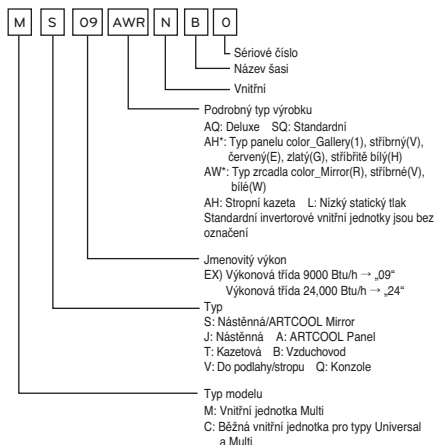 M S 09 AWR N B 0
Sériové číslo
Název šasi
Vnitřní
Podrobný typ výrobku
AQ: Deluxe SQ: Standardní
AH*: Typ panelu color_Gallery(1), stříbrný(V),
červený(E), zlatý(G), stříbřitě bílý(H)
AW*: Typ zrcadla color_Mirror(R), stříbrné(V),
bílé(W)
AH: Stropní kazeta L: Nízký statický tlak
Standardní invertorové vnitřní jednotky jsou bez
označení
Jmenovitý výkon
EX) Výkonová třída 9000 Btu/h → „09“
Výkonová třída 24,000 Btu/h → „24“
Typ
S: Nástěnná/ARTCOOL Mirror
J: Nástěnná A: ARTCOOL Panel
T: Kazetová B: Vzduchovod
V: Do podlahy/stropu Q: Konzole
Typ modelu
M: Vnitřní jednotka Multi
C: Běžná vnitřní jednotka pro typy Universal
a Multi